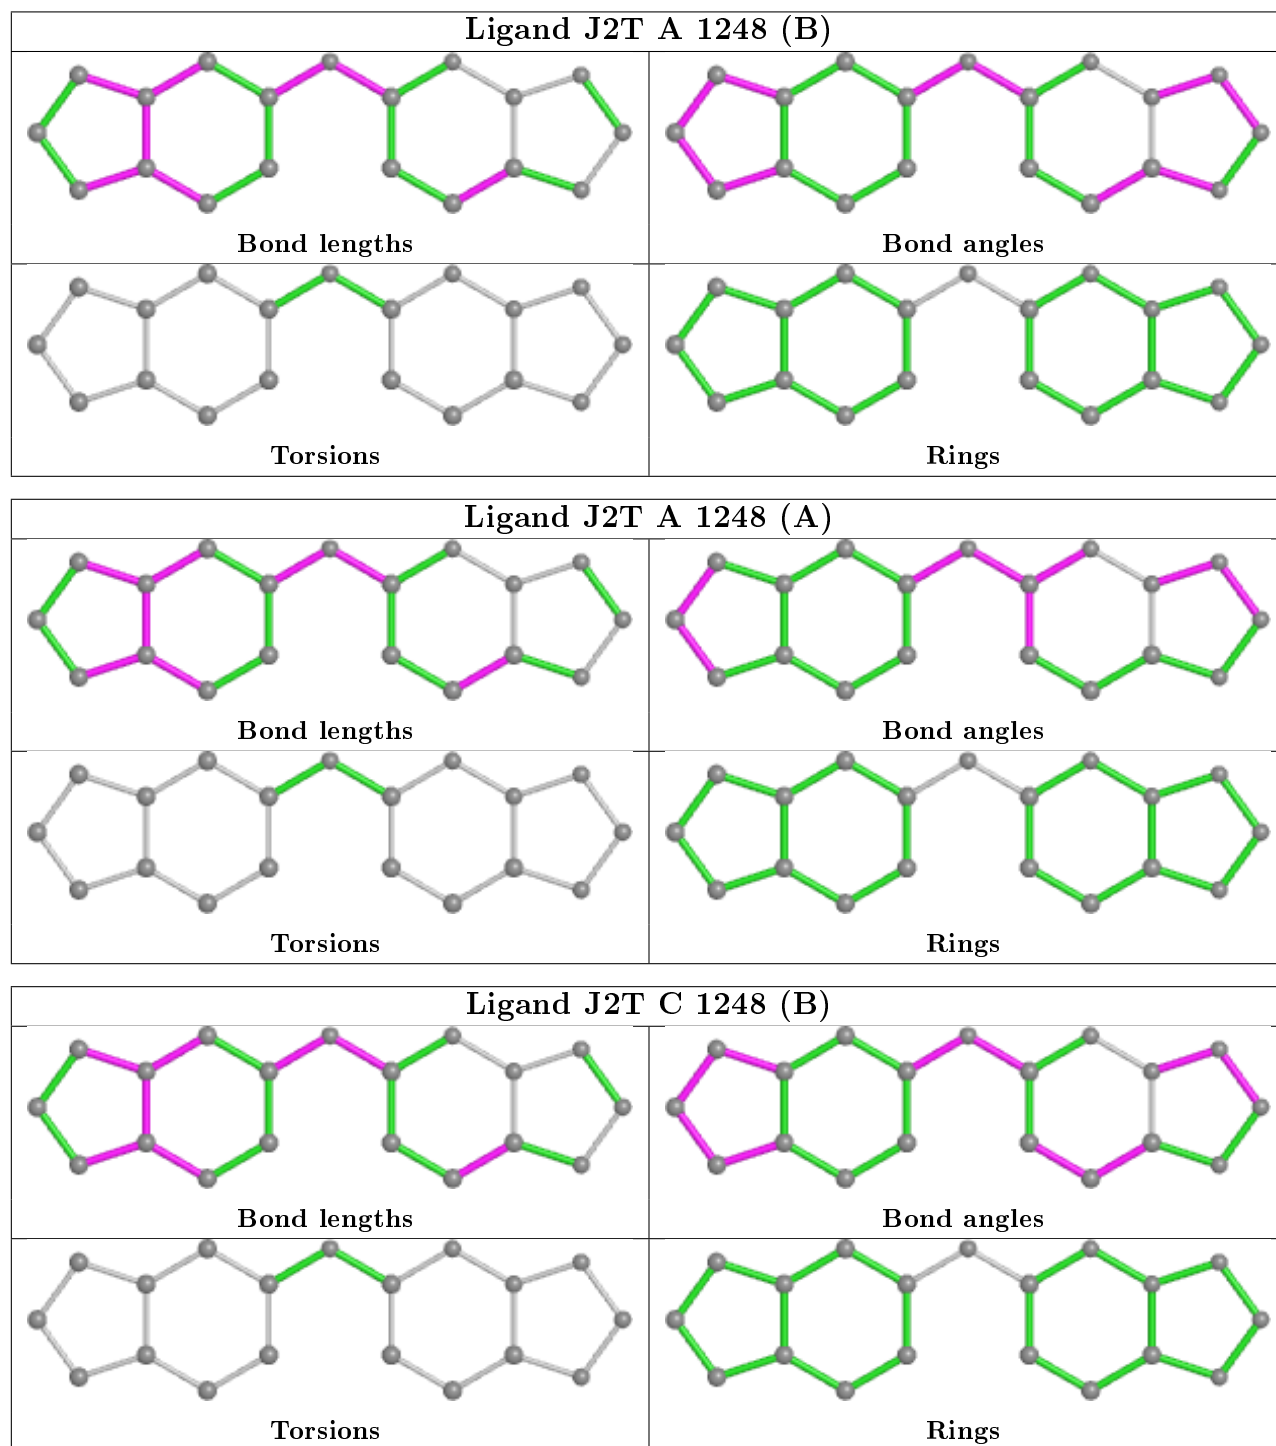 Ligand J2T A 1248 (B)
Bond lengths
Bond angles
Torsions
Rings
Ligand J2T A 1248 (A)
Bond lengths
Bond angles
Torsions
Rings
Ligand J2T C 1248 (B)
Bond lengths
Bond angles
Torsions
Rings